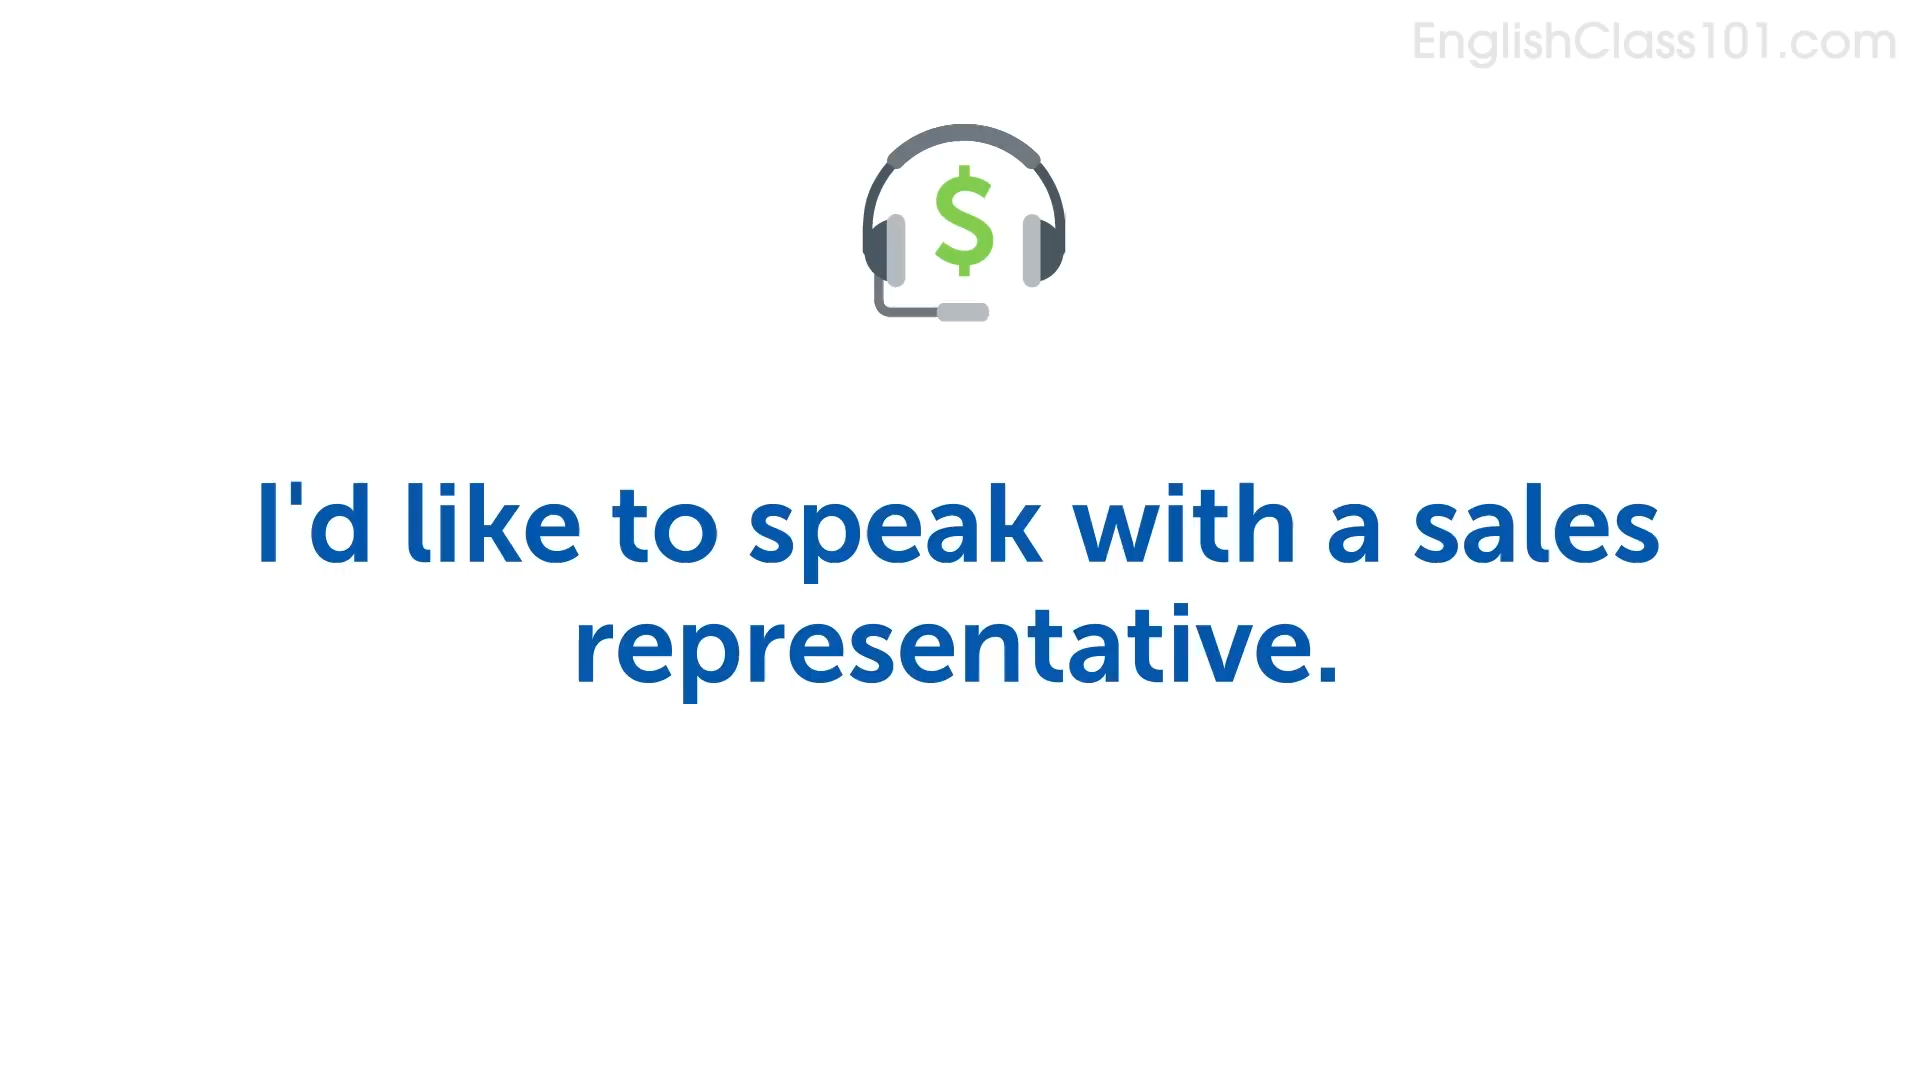 EnglishClass101.com
$
I'd like to speak with a sales
representative.